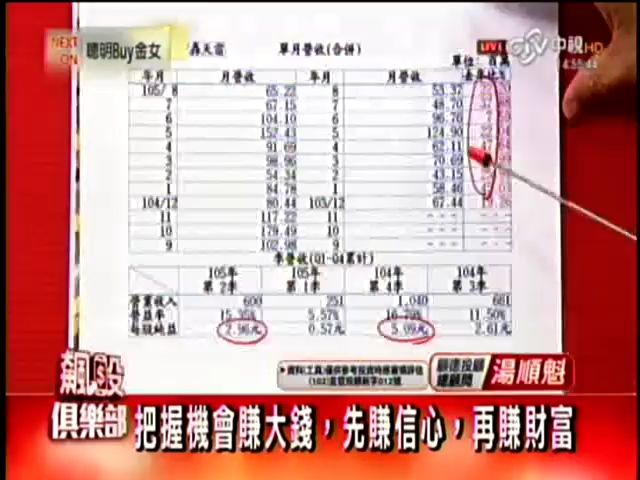 NEXT ON 聰明Buy金女
單月營收(合併)
LIVE
CTV中視HD
4:55:44
單位: 百萬
年月 月營收 年月 月營收
105/ 8 65.22 8 53.37
7 67.15 7 48.70
6 104.10 6 96.76
5 152.43 5 124.90
4 91.69 4 62.11
3 98.96 3 70.69
2 54.34 2 43.15
1 84.78 1 58.46
104/12 80.44 103/12 67.44
11 117.22 11 - - -
10 179.49 10 - - -
9 102.98 9 - - -
季營收(Q1-Q4累計)
105年 105年 104年 104年
第 2季 第 1季 第 4季 第 3季
營業收入 600 251 1,040 661
營益率 15.35% 5.57% 11.50%
每股純益 2.96元 0.57元 5.09元 2.61元
飆股俱樂部
湯順魁
把握機會賺大錢，先賺信心，再賺財富